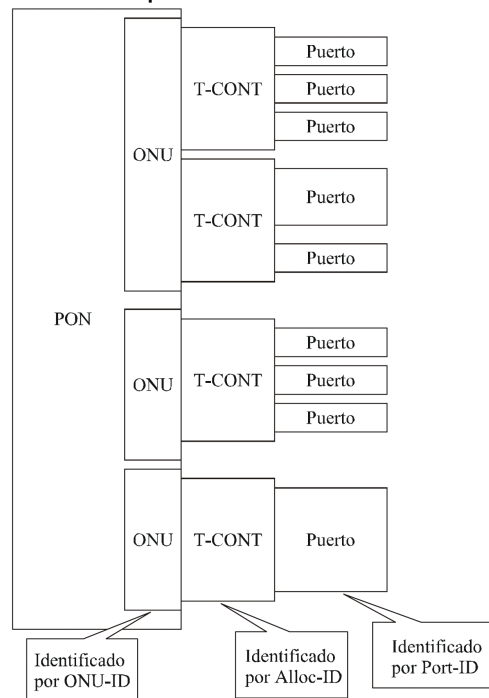 Puerto
T-CONT
Puerto
Puerto
ONU
Puerto
T-CONT
Puerto
PON
Puerto
ONU
T-CONT
Puerto
Puerto
ONU
T-CONT
Puerto
Identificado
por ONU-ID
Identificado
por Alloc-ID
Identificado
por Port-ID